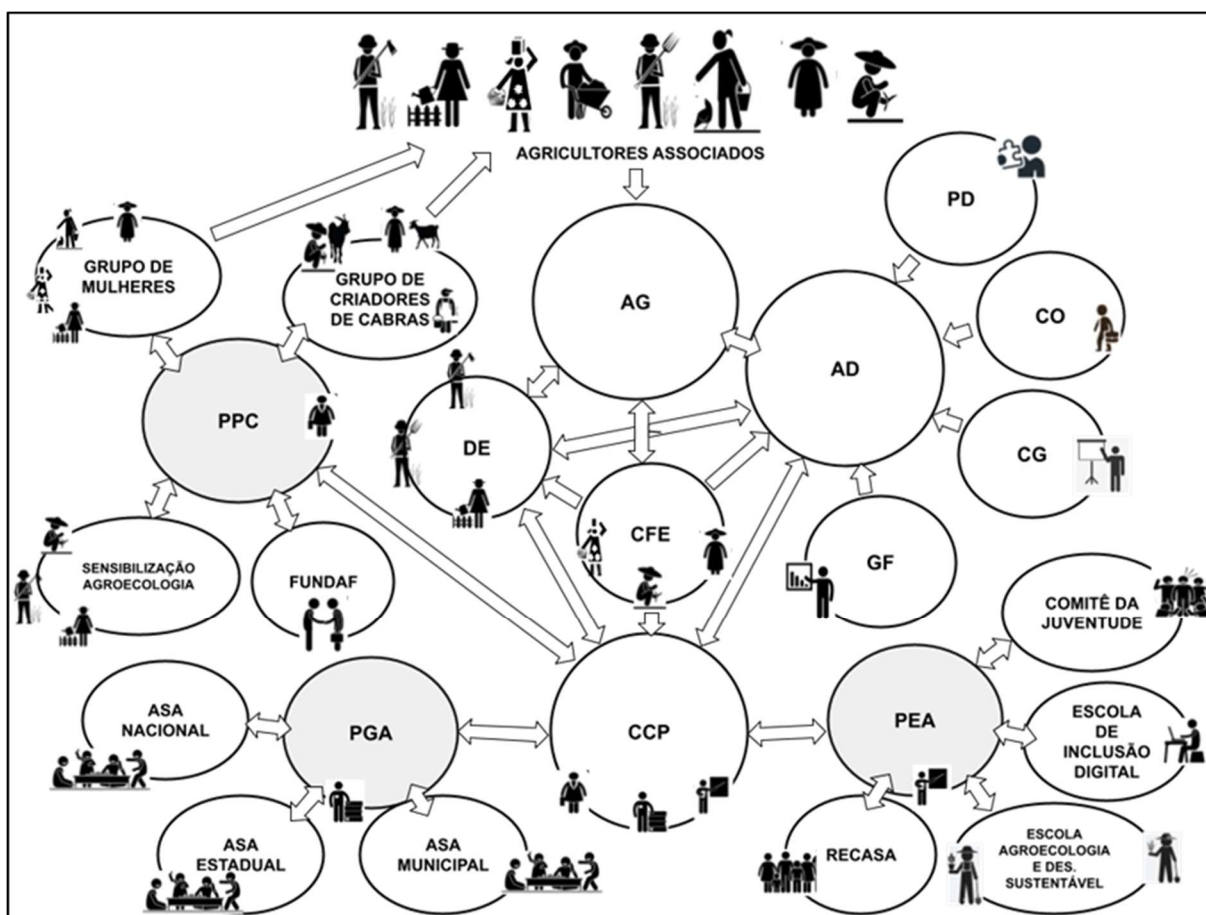 AGRICULTORES ASSOCIADOS
PD
GRUPO DE
MULHERES
GRUPO DE
CRIADORES
DE CABRAS
AG
CO
AD
PPC
DE
CG
CFE
SENSIBILIZAÇÃO
AGROECOLOGIA
FUNDAF
GF
COMITÊ DA
JUVENTUDE
ASA
NACIONAL
PGA
CCP
PEA
ESCOLA
DE
INCLUSÃO
DIGITAL
ASA
ESTADUAL
ASA
MUNICIPAL
RECASA
ESCOLA
AGROECOLOGIA
E DES.
SUSTENTÁVEL